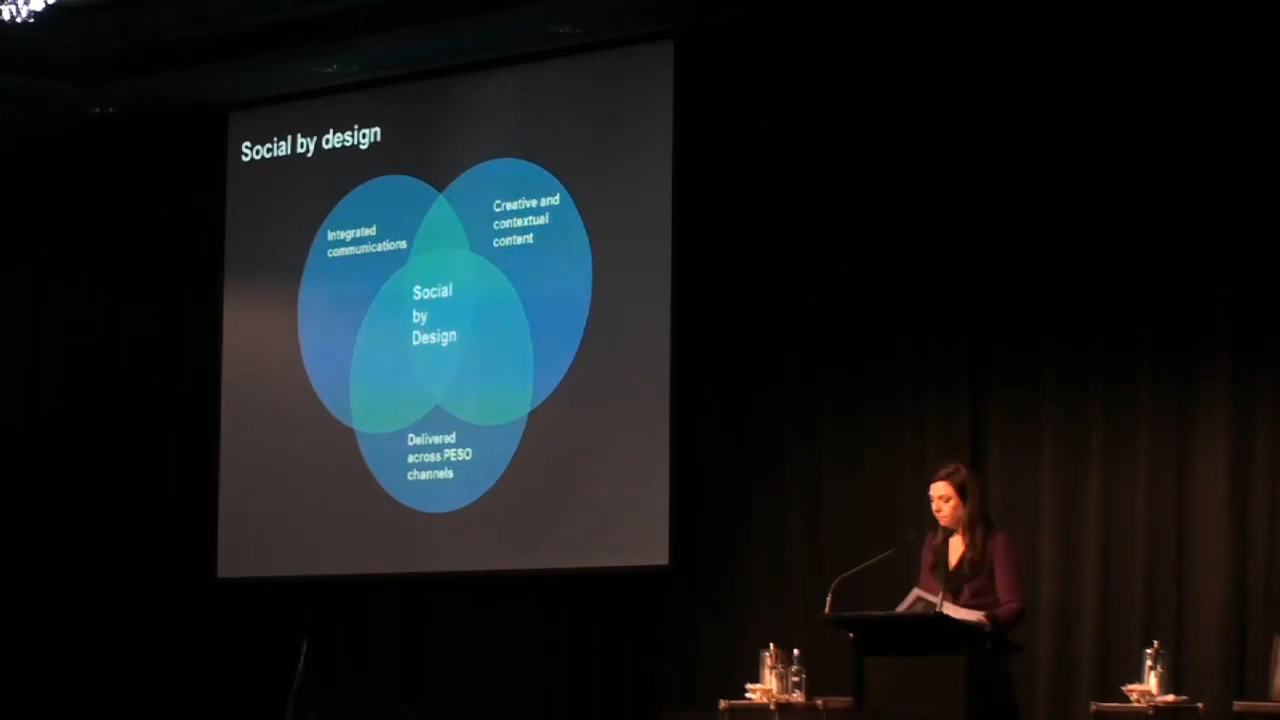 Social by design
Integrated
communications
Creative and
contextual
content
Social
by
Design
Delivered
across PESO
channels